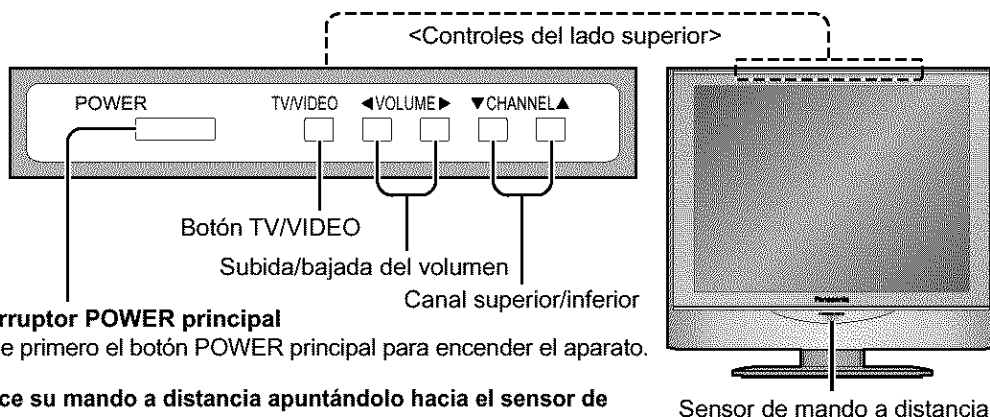 <Controles del lado superior>
POWER
TV/VIDEO
◀VOLUME▶
▼CHANNEL▲
Botón TV/VIDEO
Subida/bajada del volumen
Canal superior/inferior
rruptor POWER principal
e primero el botón POWER principal para encender el aparato.
ce su mando a distancia apuntándolo hacia el sensor de
Panasonic
Sensor de mando a distancia